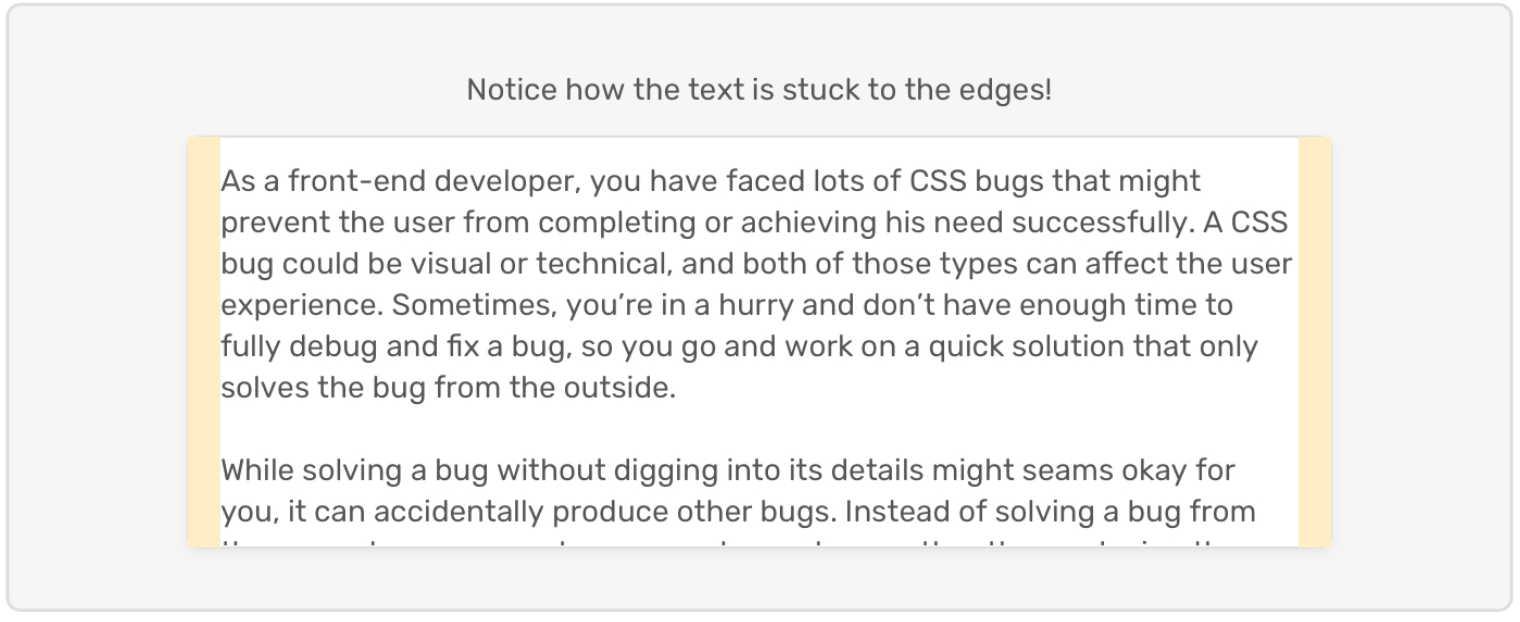 Notice how the text is stuck to the edges!
As a front-end developer, you have faced lots of CSS bugs that might
prevent the user from completing or achieving his need successfully. A CSS
bug could be visual or technical, and both of those types can affect the user
experience. Sometimes, you’re in a hurry and don’t have enough time to
fully debug and fix a bug, so you go and work on a quick solution that only
solves the bug from the outside.
While solving a bug without digging into its details might seams okay for
you, it can accidentally produce other bugs. Instead of solving a bug from